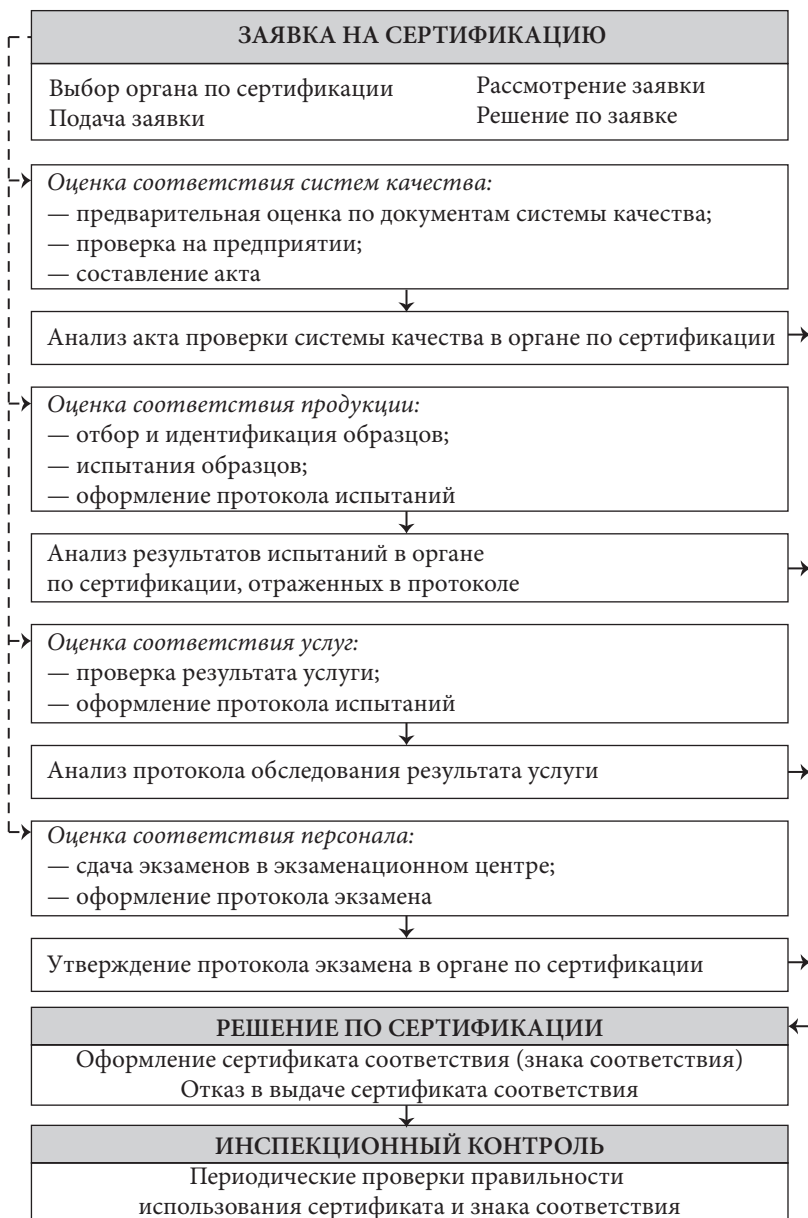 ЗАЯВКА НА СЕРТИФИКАЦИЮ
Выбор органа по сертификации
Подача заявки
Рассмотрение заявки
Решение по заявке
Оценка соответствия систем качества:
— предварительная оценка по документам системы качества;
— проверка на предприятии;
— составление акта
Анализ акта проверки системы качества в органе по сертификации
Оценка соответствия продукции:
— отбор и идентификация образцов;
— испытания образцов;
— оформление протокола испытаний
Анализ результатов испытаний в органе
по сертификации, отраженных в протоколе
Оценка соответствия услуг:
— проверка результата услуги;
— оформление протокола испытаний
Анализ протокола обследования результата услуги
Оценка соответствия персонала:
— сдача экзаменов в экзаменационном центре;
— оформление протокола экзамена
Утверждение протокола экзамена в органе по сертификации
РЕШЕНИЕ ПО СЕРТИФИКАЦИИ
Оформление сертификата соответствия (знака соответствия)
Отказ в выдаче сертификата соответствия
ИНСПЕКЦИОННЫЙ КОНТРОЛЬ
Периодические проверки правильности
использования сертификата и знака соответствия